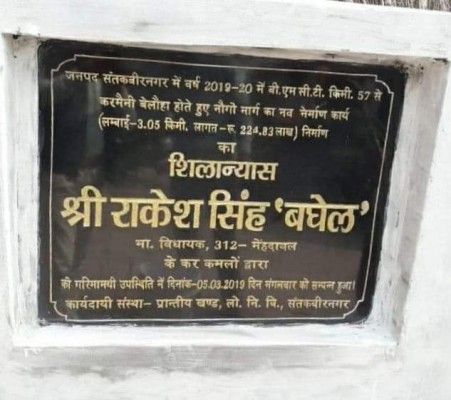 जनपद संतकबीरनगर में वर्ष 2019-20 में बी.एम.सी.टी. किमी. 57 से
करमैनी बेलौहा होते हुए नौगो मार्ग का नव निर्माण कार्य
(लम्बाई-3.05 किमी. लागत-रू. 224.83 लाख) निर्माण
का
शिलान्यास
श्री राकेश सिंह 'बघेल'
मा. विधायक, 312- मेंहदावल
के कर कमलों द्वारा
की गरिमामयी उपस्थिति में दिनांक-05.03.2019 दिन मंगलवार को सम्पन्न हुआ।
कार्यदायी संस्था- प्रान्तीय खण्ड, लो. नि. वि., संतकबीरनगर